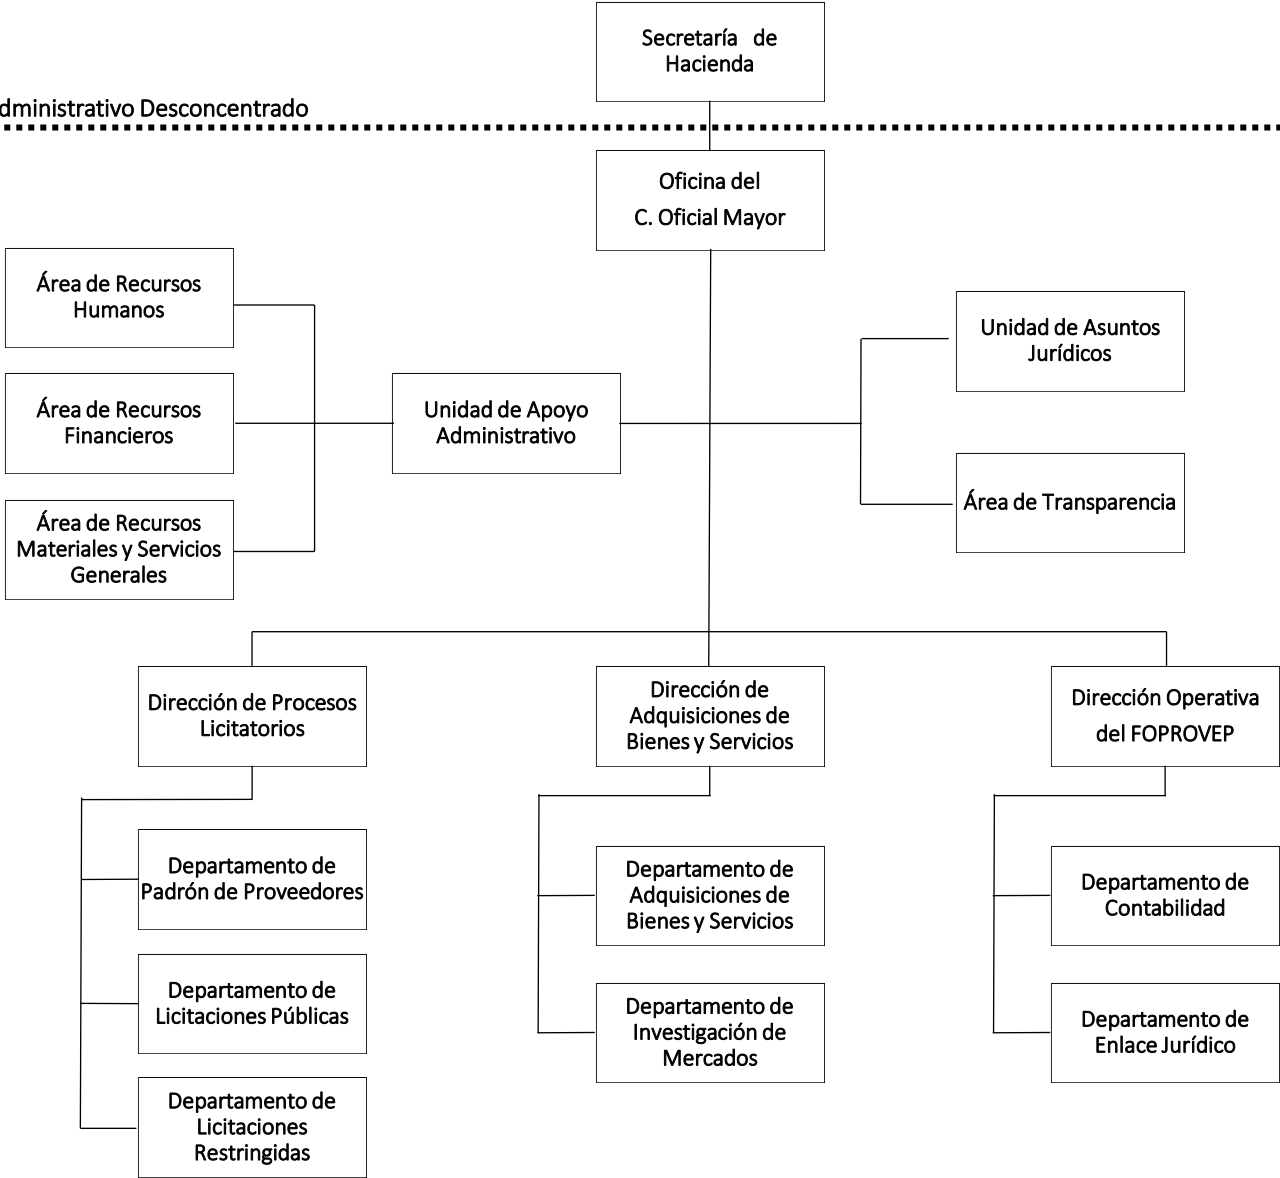 Secretaría de
Hacienda
dministrativo Desconcentrado
Oficina del
C. Oficial Mayor
Área de Recursos
Humanos
Unidad de Asuntos
Jurídicos
Área de Recursos
Financieros
Unidad de Apoyo
Administrativo
Área de Transparencia
Área de Recursos
Materiales y Servicios
Generales
Dirección de Procesos
Licitatorios
Dirección de
Adquisiciones de
Bienes y Servicios
Dirección Operativa
del FOPROVEP
Departamento de
Padrón de Proveedores
Departamento de
Adquisiciones de
Bienes y Servicios
Departamento de
Contabilidad
Departamento de
Licitaciones Públicas
Departamento de
Investigación de
Mercados
Departamento de
Enlace Jurídico
Departamento de
Licitaciones
Restringidas